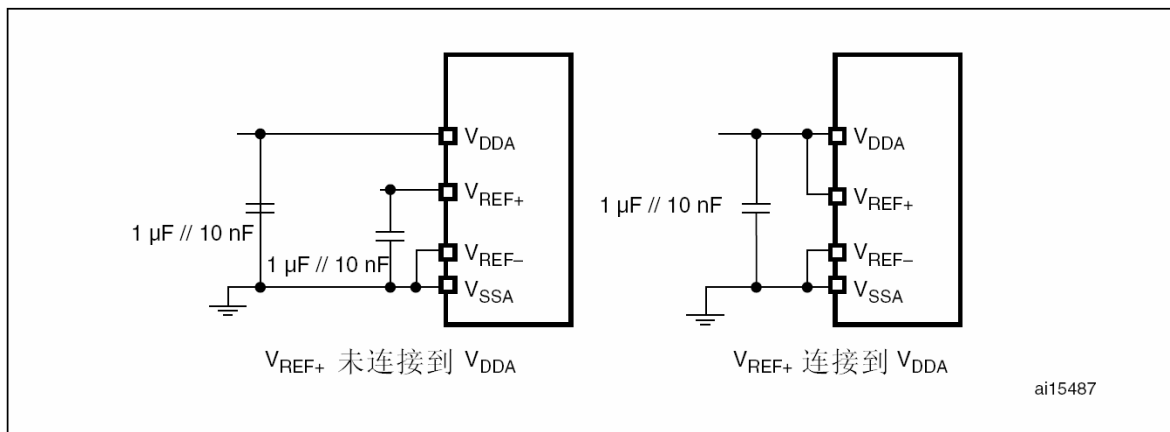 VDDA
VREF+
1 µF // 10 nF
1 µF // 10 nF
VREF–
VSSA
VREF+ 未连接到 VDDA
VDDA
VREF+
1 µF // 10 nF
VREF–
VSSA
VREF+ 连接到 VDDA
ai15487